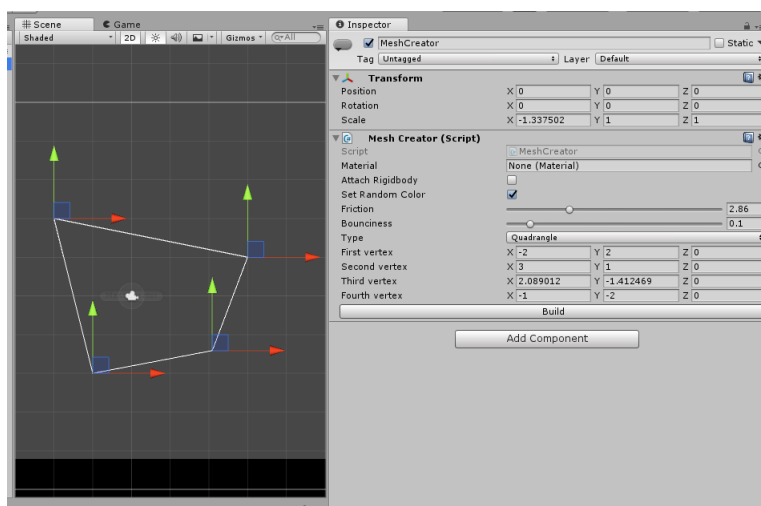 Scene Game
Shaded 2D Gizmos All
Inspector
MeshCreator Static
Tag Untagged Layer Default
Transform
Position X 0 Y 0 Z 0
Rotation X 0 Y 0 Z 0
Scale X -1.337502 Y 1 Z 1
Mesh Creator (Script)
Script MeshCreator
Material None (Material)
Attach Rigidbody
Set Random Color
Friction 2.86
Bounciness 0.1
Type Quadrangle
First vertex X -2 Y 2 Z 0
Second vertex X 3 Y 1 Z 0
Third vertex X 2.089012 Y -1.412469 Z 0
Fourth vertex X -1 Y -2 Z 0
Build
Add Component